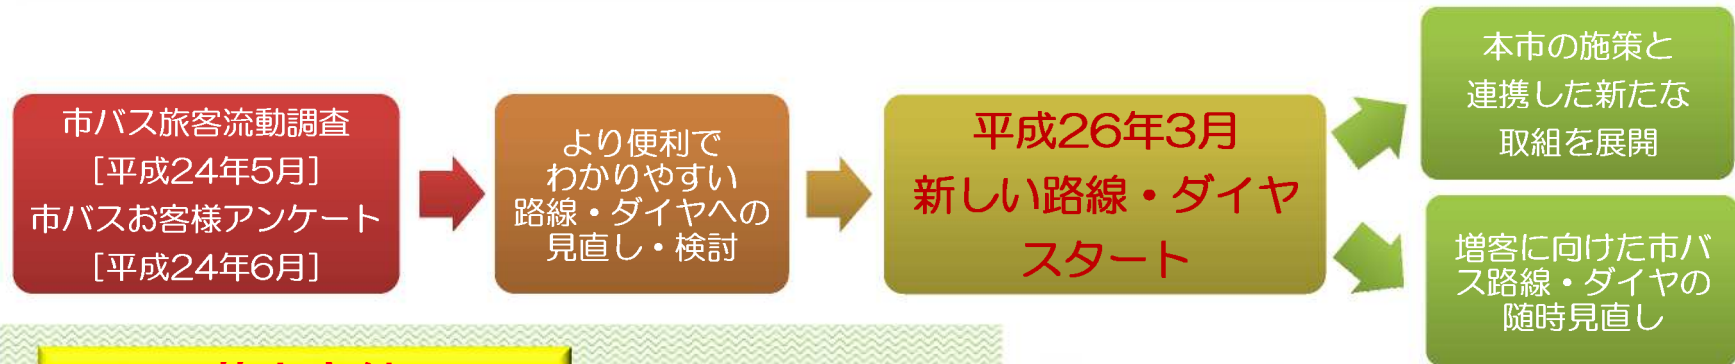 市バス旅客流動調査
[平成24年5月]
市バスお客様アンケート
[平成24年6月]
より便利で
わかりやすい
路線・ダイヤへの
見直し・検討
平成26年3月
新しい路線・ダイヤ
スタート
本市の施策と
連携した新たな
取組を展開
増客に向けた市バ
ス路線・ダイヤの
随時見直し